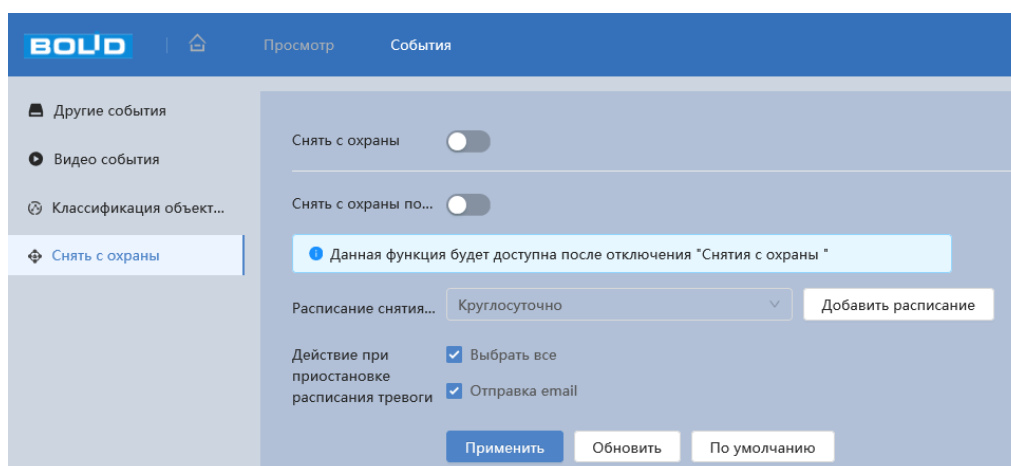 BOLID
Просмотр
События
Другие события
Видео события
Классификация объект...
Снять с охраны
Снять с охраны
Снять с охраны по...
Данная функция будет доступна после отключения "Снятия с охраны "
Расписание снятия...
Круглосуточно
Добавить расписание
Действие при
приостановке
расписания тревоги
Выбрать все
Отправка email
Применить
Обновить
По умолчанию